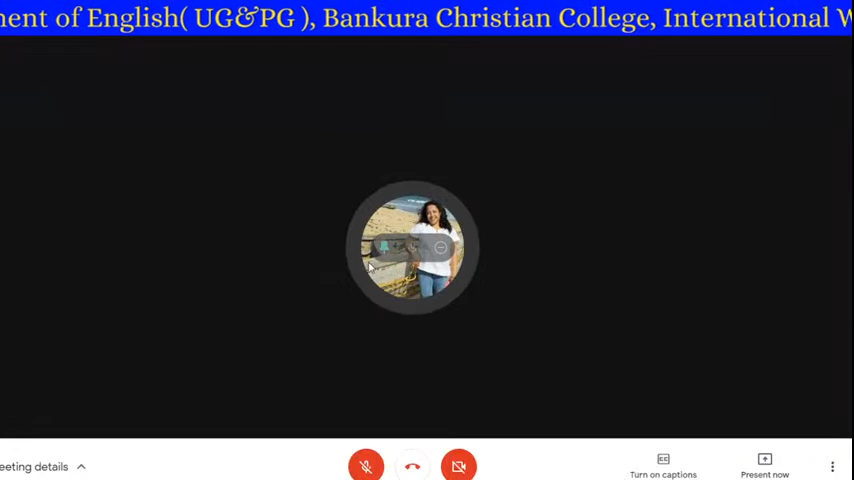 ment of English( UG&PG ), Bankura Christian College, International W
eeting details
Turn on captions
Present now